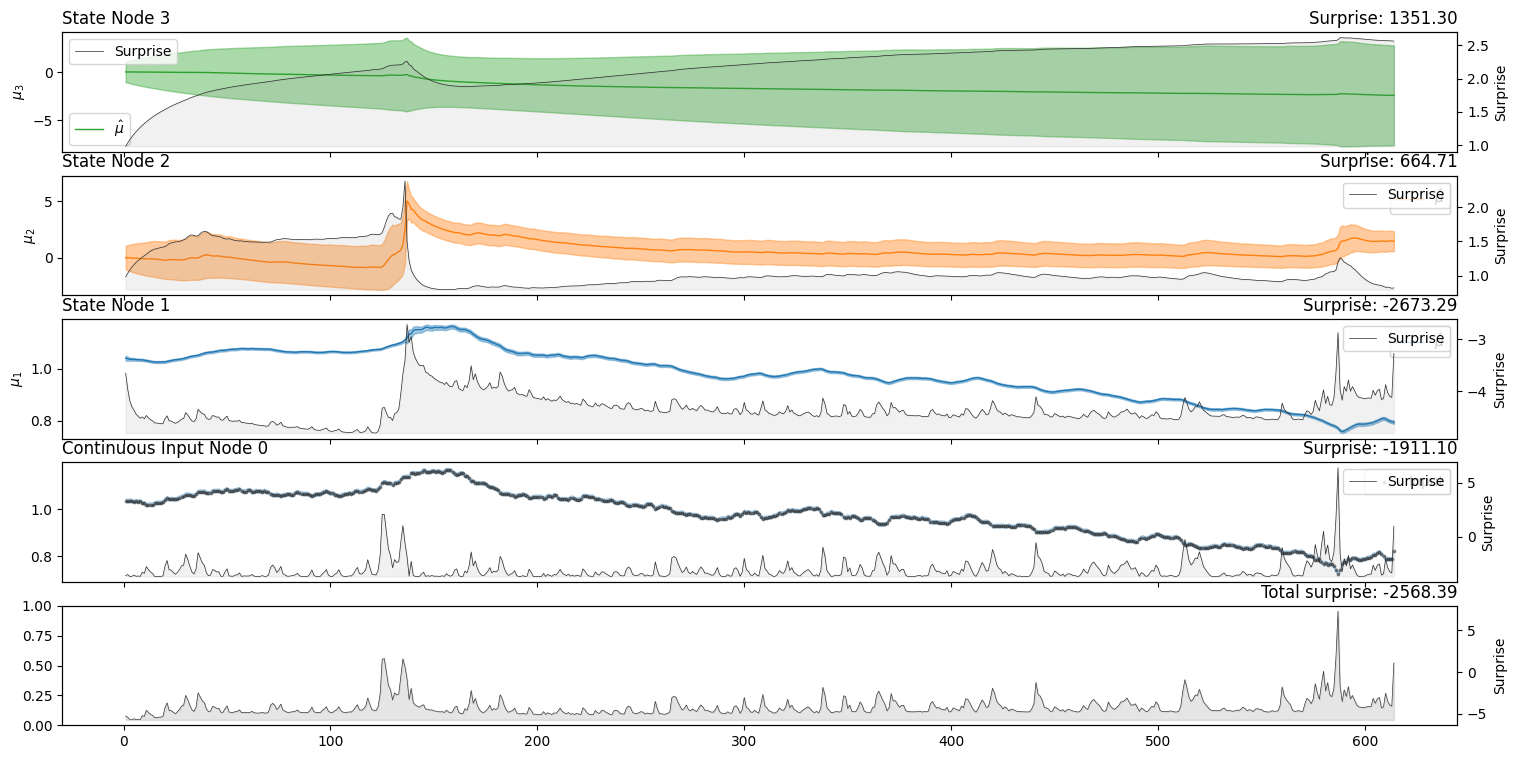 State Node 3 Surprise: 1351.30
Surprise
μ̂
0
−5
μ3
2.5
2.0
1.5
1.0
Surprise
State Node 2 Surprise: 664.71
Surprise
5
0
μ2
2.0
1.5
1.0
Surprise
State Node 1 Surprise: -2673.29
Surprise
1.0
0.8
μ1
−3
−4
Surprise
Continuous Input Node 0 Surprise: -1911.10
Surprise
1.0
0.8
5
0
Surprise
Total surprise: -2568.39
1.00
0.75
0.50
0.25
0.00
5
0
−5
Surprise
0 100 200 300 400 500 600